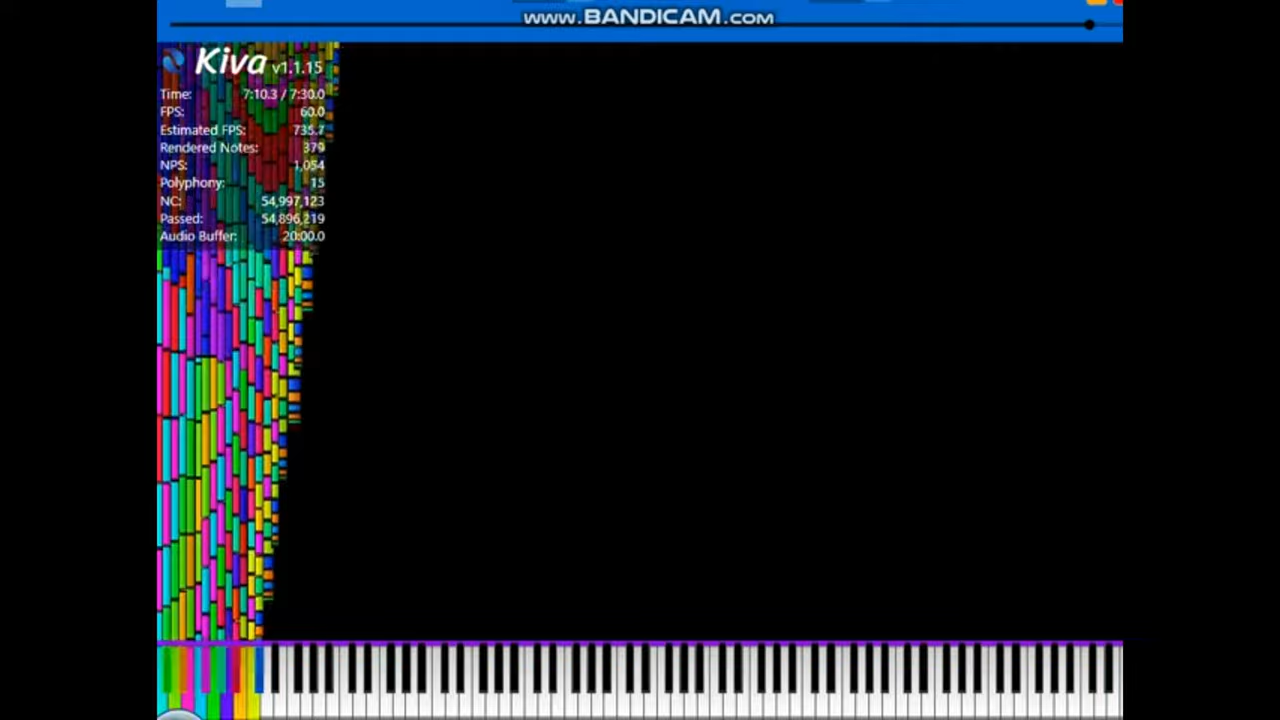 WWW.BANDICAM.COM
Kiva v1.1.15
Time: 7:10.3 / 7:30.0
FPS: 60.0
Estimated FPS: 735.7
Rendered Notes: 379
NPS: 1,054
Polyphony: 15
NC: 54,997,123
Passed: 54,896,219
Audio Buffer: 20:00.0